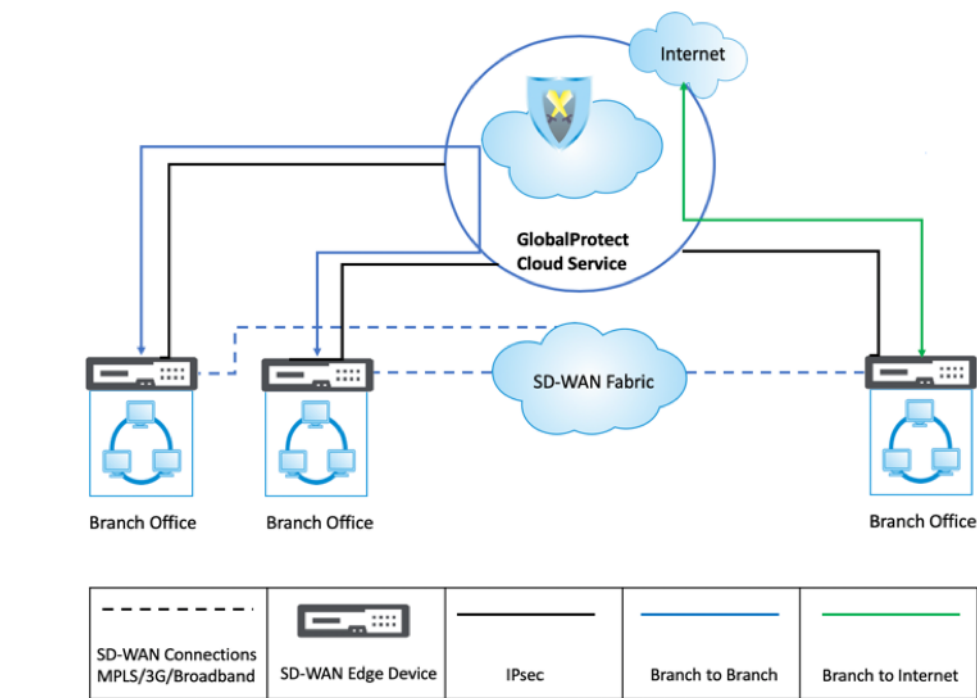 Internet
GlobalProtect
Cloud Service
SD-WAN Fabric
Branch Office
Branch Office
Branch Office
SD-WAN Connections
MPLS/3G/Broadband
SD-WAN Edge Device
IPsec
Branch to Branch
Branch to Internet